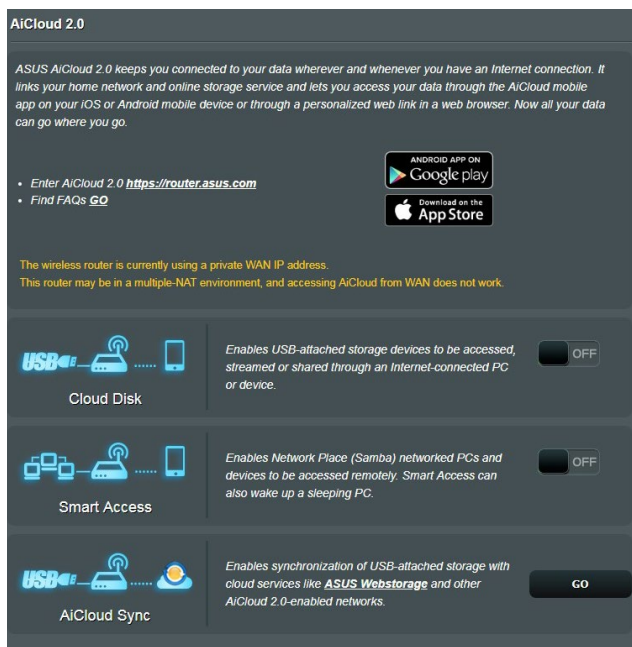 AiCloud 2.0
ASUS AiCloud 2.0 keeps you connected to your data wherever and whenever you have an Internet connection. It
links your home network and online storage service and lets you access your data through the AiCloud mobile
app on your iOS or Android mobile device or through a personalized web link in a web browser. Now all your data
can go where you go.
ANDROID APP ON
Google play
• Enter AiCloud 2.0 https://router.asus.com
• Find FAQs GO
Download on the
App Store
The wireless router is currently using a private WAN IP address.
This router may be in a multiple-NAT environment, and accessing AiCloud from WAN does not work.
USB
Cloud Disk
Enables USB-attached storage devices to be accessed,
streamed or shared through an Internet-connected PC
or device.
OFF
Smart Access
Enables Network Place (Samba) networked PCs and
devices to be accessed remotely. Smart Access can
also wake up a sleeping PC.
OFF
USB
AiCloud Sync
Enables synchronization of USB-attached storage with
cloud services like ASUS Webstorage and other
AiCloud 2.0-enabled networks.
GO